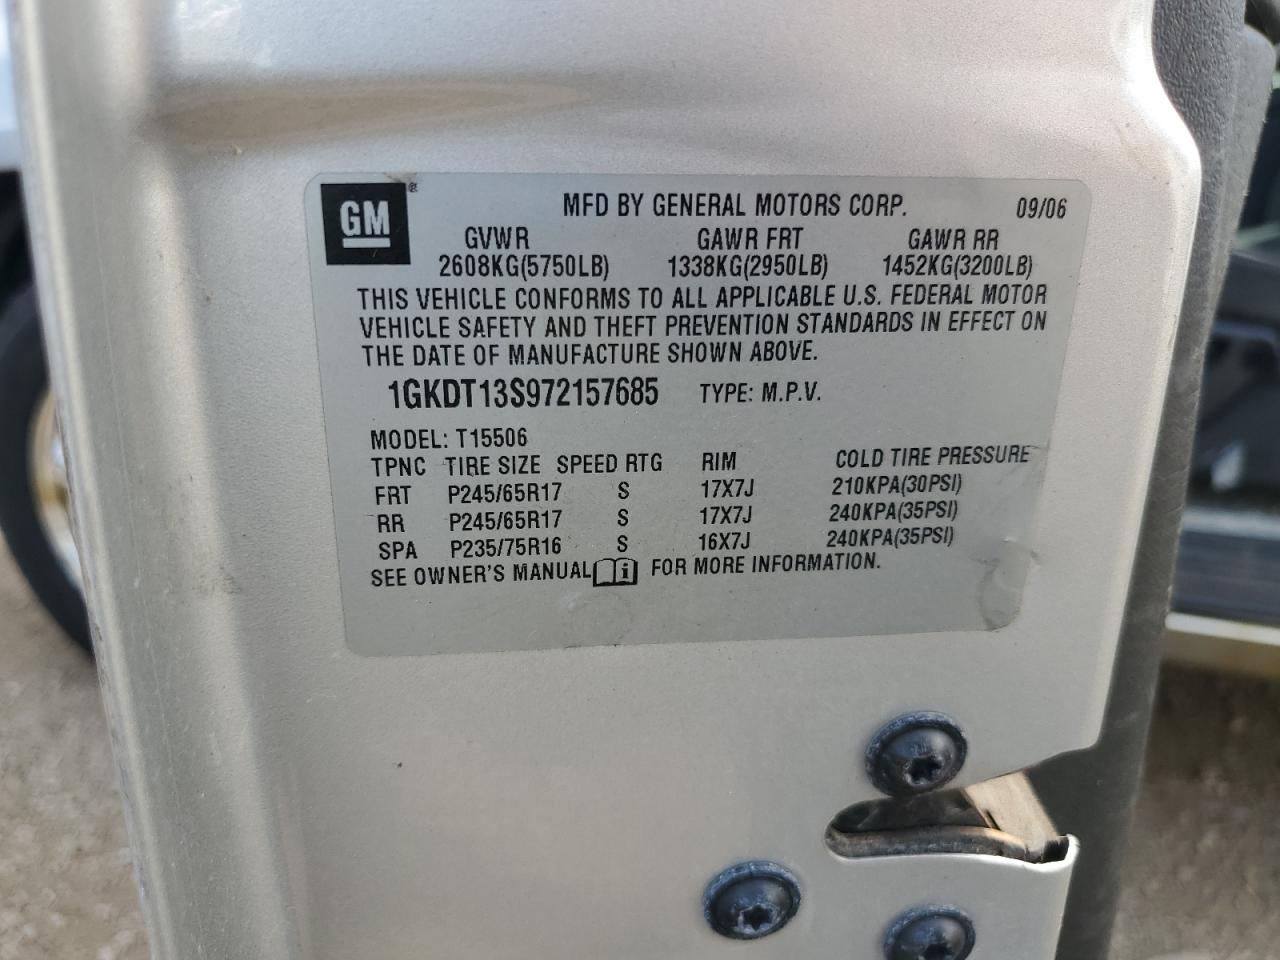 GM ®
MFD BY GENERAL MOTORS CORP. 09/06
GVWR GAWR FRT GAWR RR
2608KG(5750LB) 1338KG(2950LB) 1452KG(3200LB)
THIS VEHICLE CONFORMS TO ALL APPLICABLE U.S. FEDERAL MOTOR
VEHICLE SAFETY AND THEFT PREVENTION STANDARDS IN EFFECT ON
THE DATE OF MANUFACTURE SHOWN ABOVE.
1GKDT13S972157685 TYPE: M.P.V.
MODEL: T15506
TPNC TIRE SIZE SPEED RTG RIM COLD TIRE PRESSURE
FRT P245/65R17 S 17X7J 210KPA(30PSI)
RR P245/65R17 S 17X7J 240KPA(35PSI)
SPA P235/75R16 S 16X7J 240KPA(35PSI)
SEE OWNER'S MANUAL i FOR MORE INFORMATION.